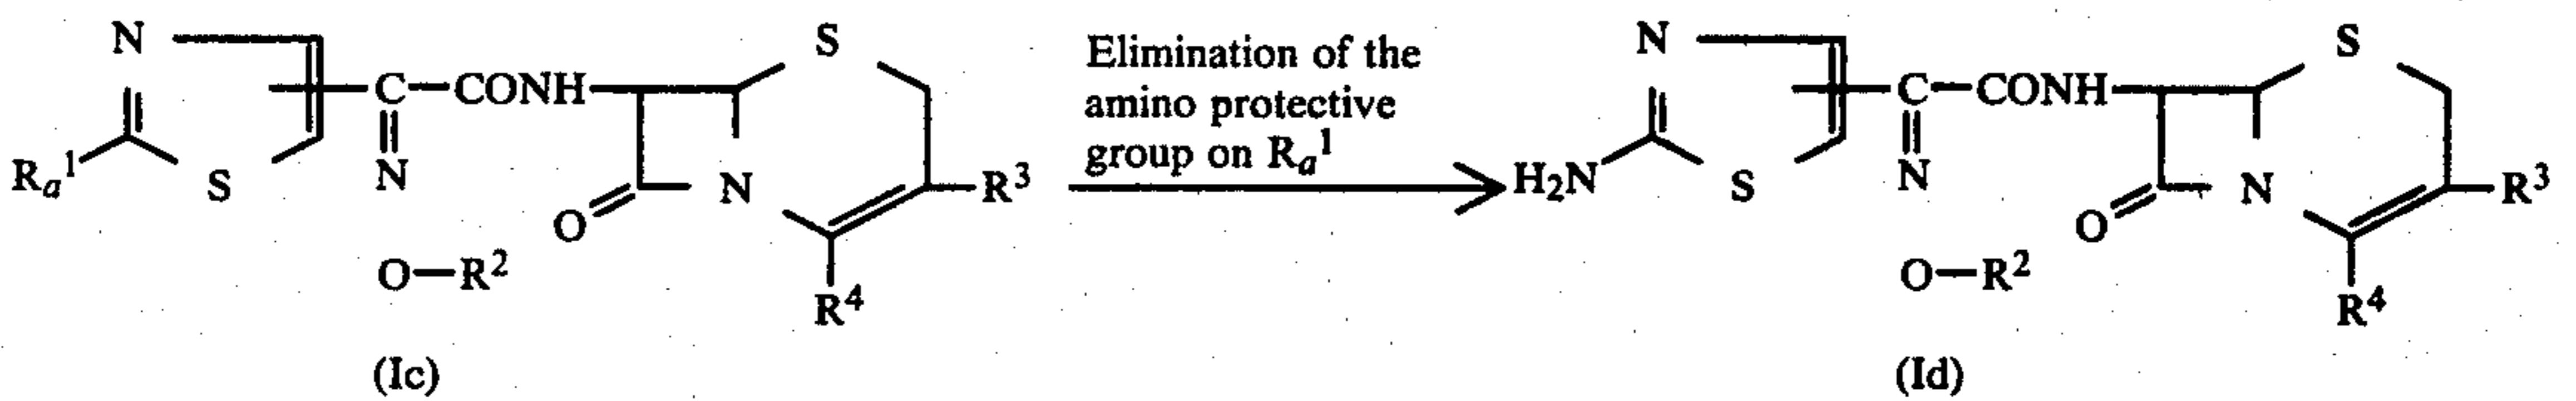 N S N S
Elimination of the
C CONH C CONH
amino protective
group on Ra1
Ra1 S N N R3 H2N S N N R3
O O
O R2 O R2
R4 R4
(Ic) (Id)